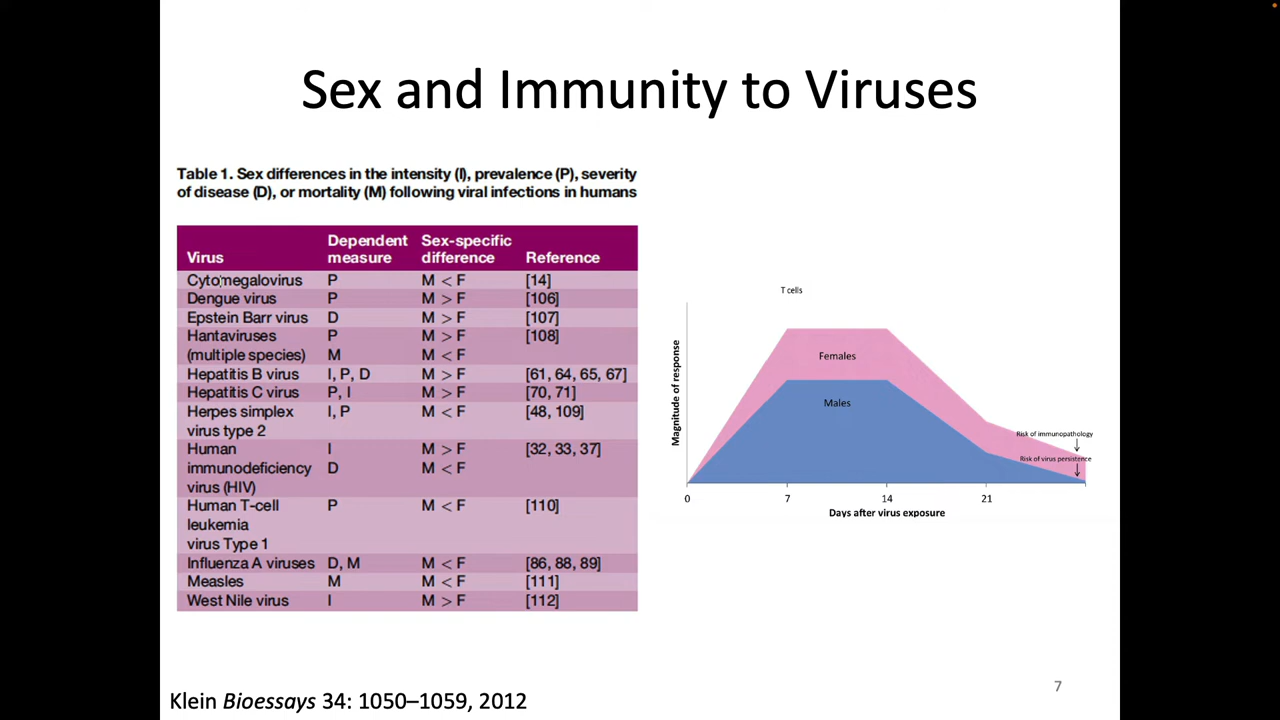 Sex and Immunity to Viruses
Table 1. Sex differences in the intensity (I), prevalence (P), severity
of disease (D), or mortality (M) following viral infections in humans
Virus Dependent measure Sex-specific difference Reference
Cytomegalovirus P M < F [14]
Dengue virus P M > F [106]
Epstein Barr virus D M > F [107]
Hantaviruses P M > F [108]
(multiple species) M M < F
Hepatitis B virus I, P, D M > F [61, 64, 65, 67]
Hepatitis C virus P, I M > F [70, 71]
Herpes simplex I, P M < F [48, 109]
virus type 2
Human I M > F [32, 33, 37]
immunodeficiency D M < F
virus (HIV)
Human T-cell P M < F [110]
leukemia
virus Type 1
Influenza A viruses D, M M < F [86, 88, 89]
Measles M M < F [111]
West Nile virus I M > F [112]
T cells
Magnitude of response
Females
Males
Risk of immunopathology
Risk of virus persistence
0 7 14 21
Days after virus exposure
Klein Bioessays 34: 1050–1059, 2012
7